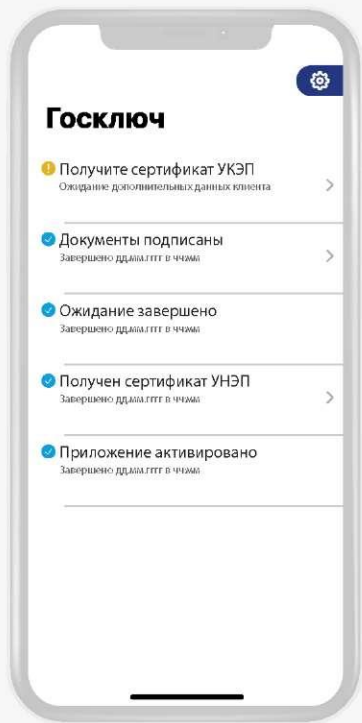 Госключ
Получите сертификат УКЭП
Ожидание дополнительных данных клиента
Документы подписаны
Завершено дд.мм.гггг в чч:мм
Ожидание завершено
Завершено дд.мм.гггг в чч:мм
Получен сертификат УНЭП
Завершено дд.мм.гггг в чч:мм
Приложение активировано
Завершено дд.мм.гггг в чч:мм